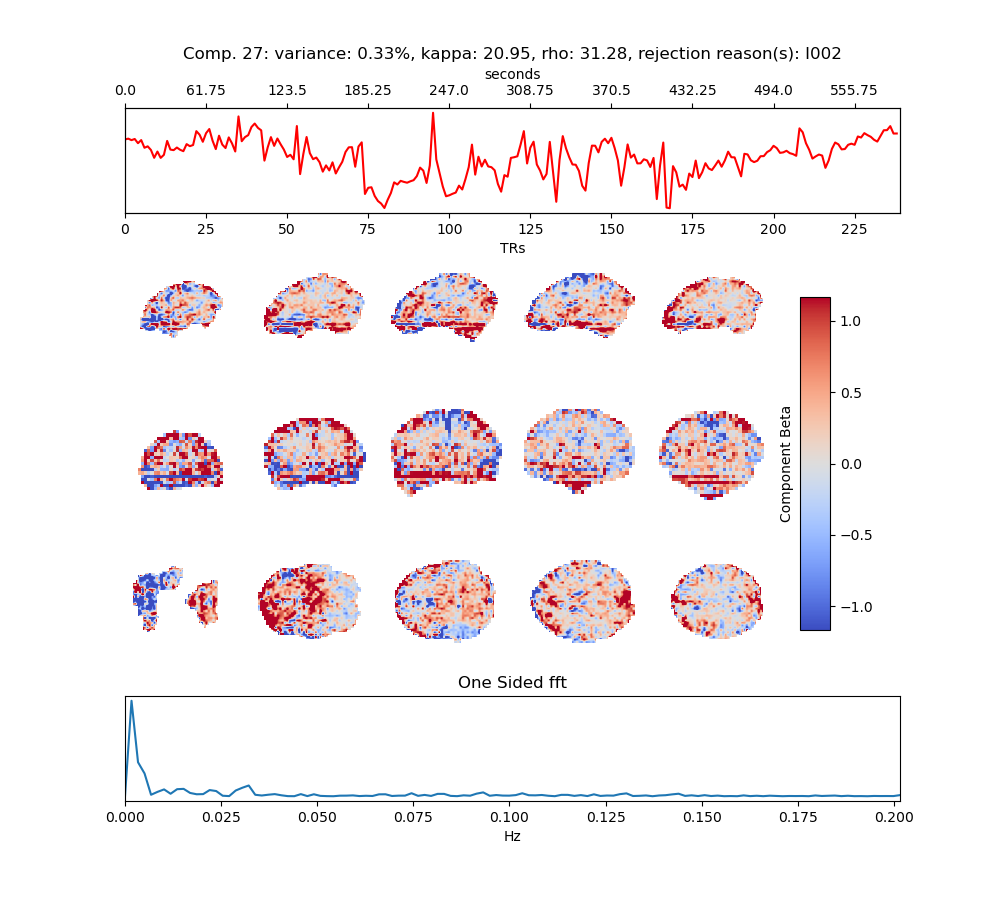 Comp. 27: variance: 0.33%, kappa: 20.95, rho: 31.28, rejection reason(s): I002
seconds
0.0 61.75 123.5 185.25 247.0 308.75 370.5 432.25 494.0 555.75
0 25 50 75 100 125 150 175 200 225
TRs
1.0
0.5
0.0
−0.5
−1.0
Component Beta
One Sided fft
0.000 0.025 0.050 0.075 0.100 0.125 0.150 0.175 0.200
Hz